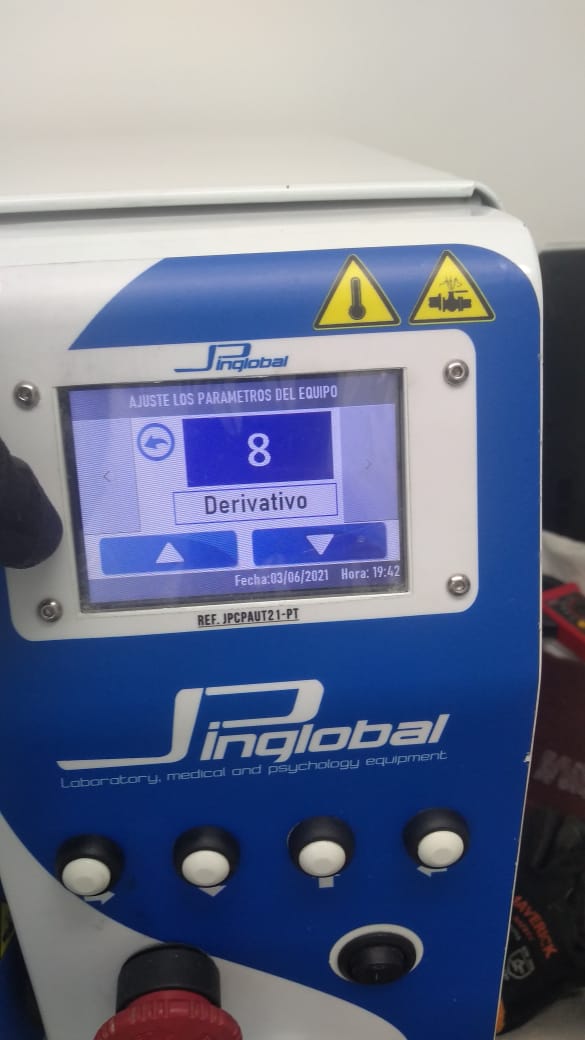 JPinglobal
AJUSTE LOS PARAMETROS DEL EQUIPO
8
Derivativo
Fecha:03/06/2021 Hora: 19:42
REF. JPCPAUT21-PT
JPinglobal
Laboratory, medical and psychology equipment
MAVERICK